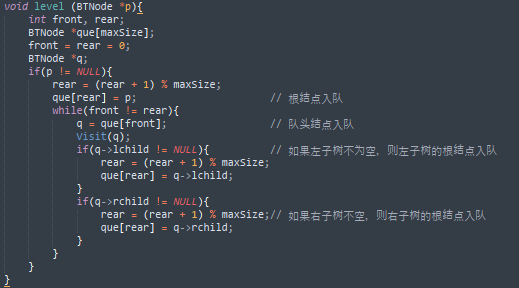 void level (BTNode *p){
    int front, rear;
    BTNode *que[maxSize];
    front = rear = 0;
    BTNode *q;
    if(p != NULL){
        rear = (rear + 1) % maxSize;
        que[rear] = p;                    // 根结点入队
        while(front != rear){
            q = que[front];               // 队头结点入队
            Visit(q);
            if(q->lchild != NULL){        // 如果左子树不为空，则左子树的根结点入队
                rear = (rear + 1) % maxSize;
                que[rear] = q->lchild;
            }
            if(q->rchild != NULL){
                rear = (rear + 1) % maxSize;// 如果右子树不空，则右子树的根结点入队
                que[rear] = q->rchild;
            }
        }
    }
}